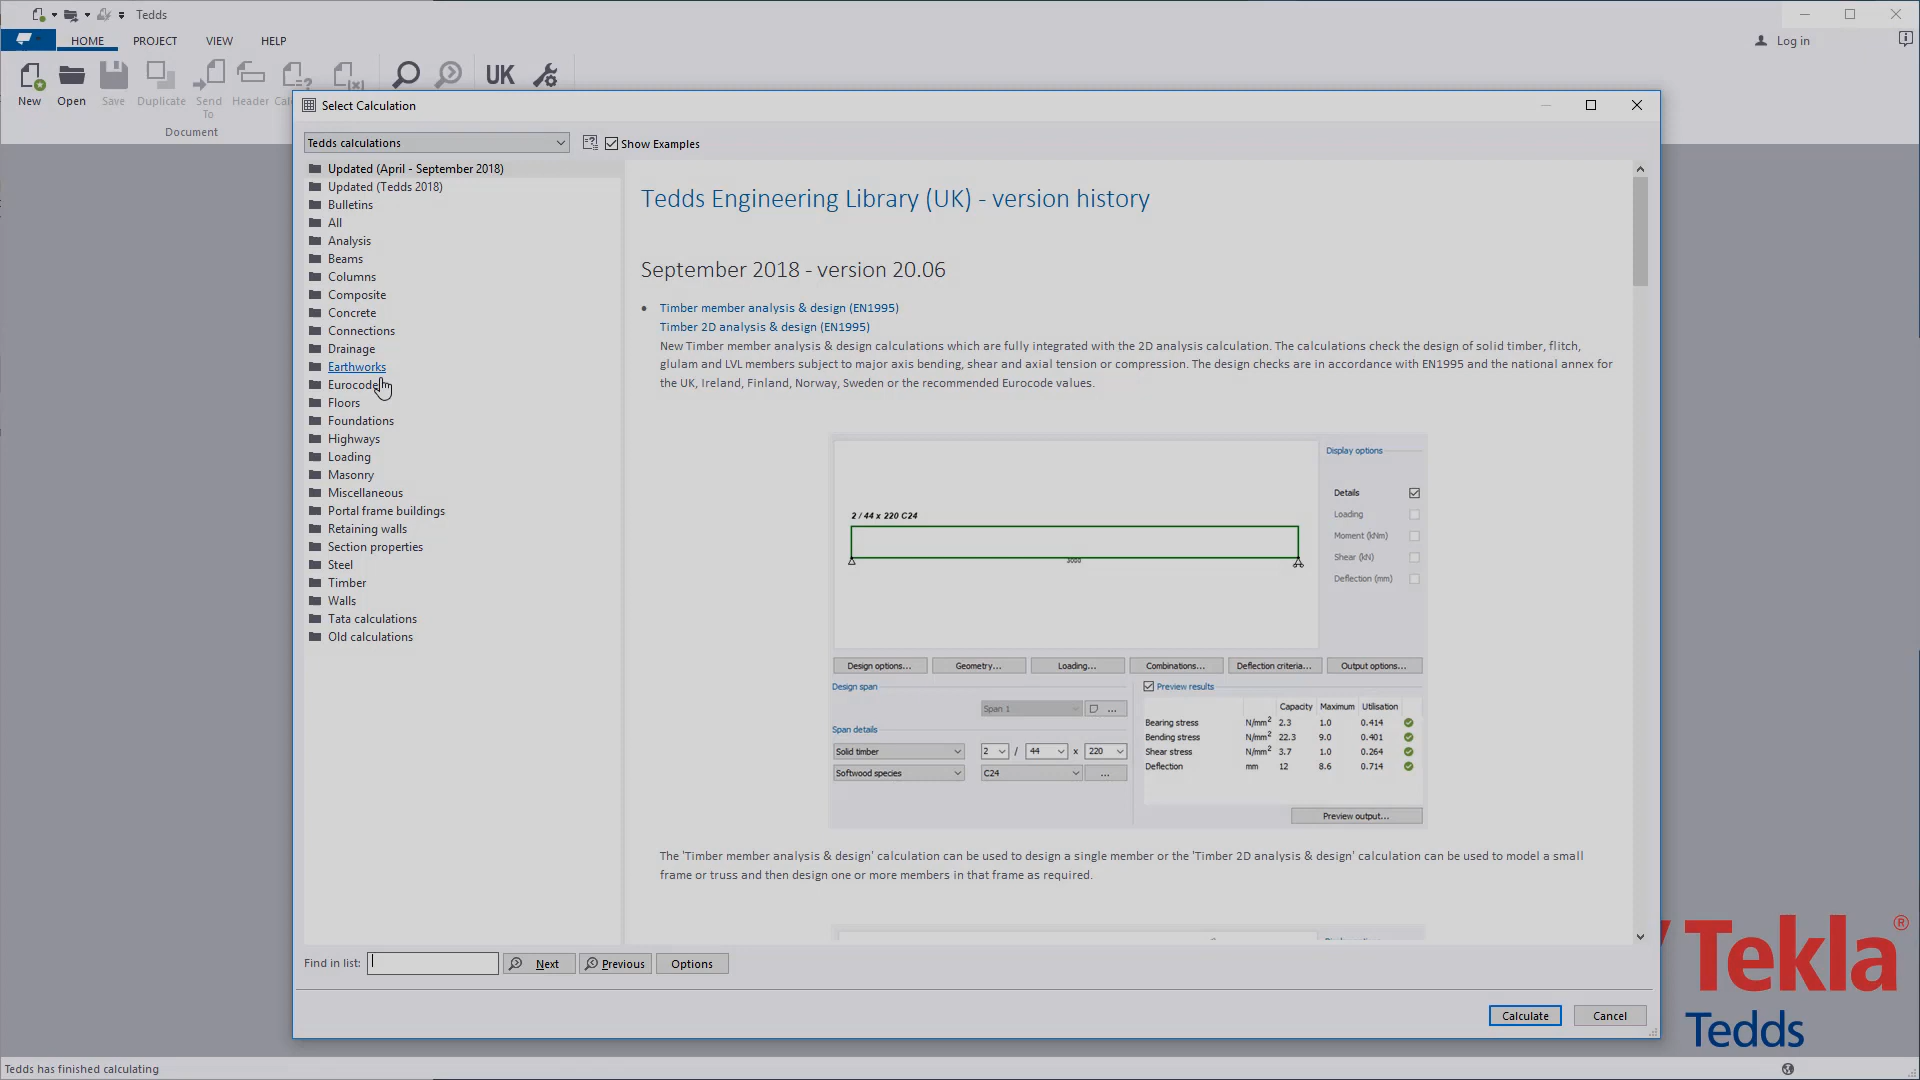 Tedds
HOME PROJECT VIEW HELP
Log in
New Open Save Duplicate Send To Header
UK
Document
Select Calculation
Tedds calculations
Show Examples
Updated (April - September 2018)
Updated (Tedds 2018)
Bulletins
All
Analysis
Beams
Columns
Composite
Concrete
Connections
Drainage
Earthworks
Eurocode
Floors
Foundations
Highways
Loading
Masonry
Miscellaneous
Portal frame buildings
Retaining walls
Section properties
Steel
Timber
Walls
Tata calculations
Old calculations
Tedds Engineering Library (UK) - version history
September 2018 - version 20.06
Timber member analysis & design (EN1995)
Timber 2D analysis & design (EN1995)
New Timber member analysis & design calculations which are fully integrated with the 2D analysis calculation. The calculations check the design of solid timber, flitch,
glulam and LVL members subject to major axis bending, shear and axial tension or compression. The design checks are in accordance with EN1995 and the national annex for
the UK, Ireland, Finland, Norway, Sweden or the recommended Eurocode values.
Display options
2 / 44 x 220 C24
3000
Details
Loading
Moment (kNm)
Shear (kN)
Deflection (mm)
Design options... Geometry... Loading... Combinations... Deflection criteria... Output options...
Design span
Span 1 ...
Span details
Solid timber 2 / 44 x 220
Softwood species C24 ...
Preview results
Capacity Maximum Utilisation
Bearing stress N/mm² 2.3 1.0 0.414
Bending stress N/mm² 22.3 9.0 0.401
Shear stress N/mm² 3.7 1.0 0.264
Deflection mm 12 8.6 0.714
Preview output...
The 'Timber member analysis & design' calculation can be used to design a single member or the 'Timber 2D analysis & design' calculation can be used to model a small
frame or truss and then design one or more members in that frame as required.
Find in list: Next Previous Options
Calculate Cancel
Tekla®
Tedds
Tedds has finished calculating